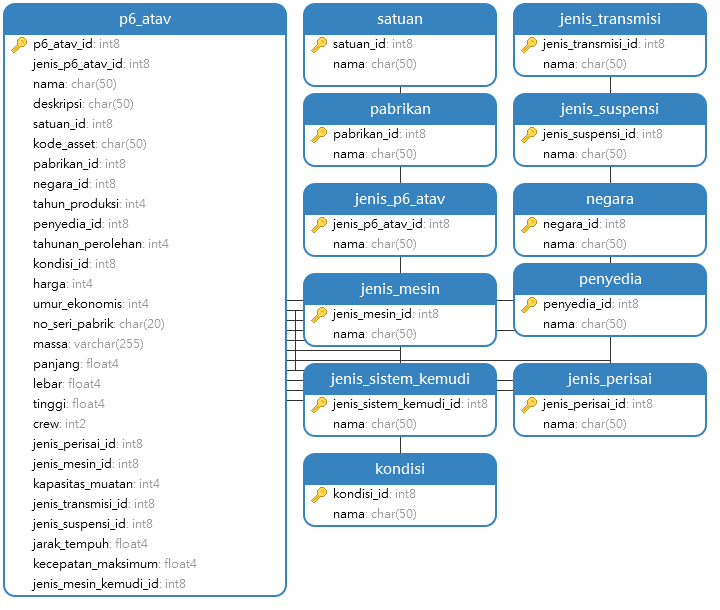 p6_atav
p6_atav_id: int8
jenis_p6_atav_id: int8
nama: char(50)
deskripsi: char(50)
satuan_id: int8
kode_asset: char(50)
pabrikan_id: int8
negara_id: int8
tahun_produksi: int4
penyedia_id: int8
tahunan_perolehan: int4
kondisi_id: int8
harga: int4
umur_ekonomis: int4
no_seri_pabrik: char(20)
massa: varchar(255)
panjang: float4
lebar: float4
tinggi: float4
crew: int2
jenis_perisai_id: int8
jenis_mesin_id: int8
kapasitas_muatan: int4
jenis_transmisi_id: int8
jenis_suspensi_id: int8
jarak_tempuh: float4
kecepatan_maksimum: float4
jenis_mesin_kemudi_id: int8
satuan
satuan_id: int8
nama: char(50)
pabrikan
pabrikan_id: int8
nama: char(50)
jenis_p6_atav
jenis_p6_atav_id: int8
nama: char(50)
jenis_mesin
jenis_mesin_id: int8
nama: char(50)
jenis_sistem_kemudi
jenis_sistem_kemudi_id: int8
nama: char(50)
kondisi
kondisi_id: int8
nama: char(50)
jenis_transmisi
jenis_transmisi_id: int8
nama: char(50)
jenis_suspensi
jenis_suspensi_id: int8
nama: char(50)
negara
negara_id: int8
nama: char(50)
penyedia
penyedia_id: int8
nama: char(50)
jenis_perisai
jenis_perisai_id: int8
nama: char(50)